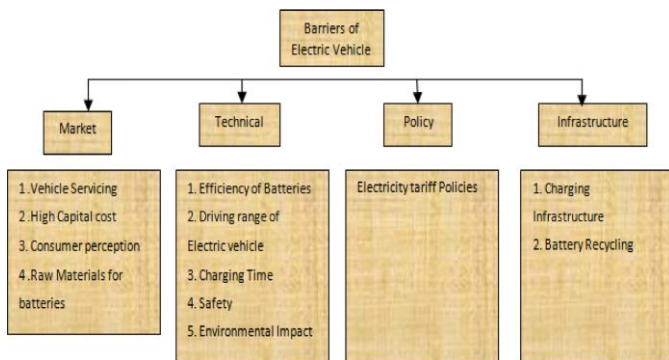 Barriers of
Electric Vehicle
Market
Technical
Policy
Infrastructure
1.Vehicle Servicing
2.High Capital cost
3. Consumer perception
4.Raw Materials for
batteries
1. Efficiency of Batteries
2. Driving range of
Electric vehicle
3. Charging Time
4. Safety
5. Environmental Impact
Electricity tariff Policies
1. Charging
Infrastructure
2. Battery Recycling